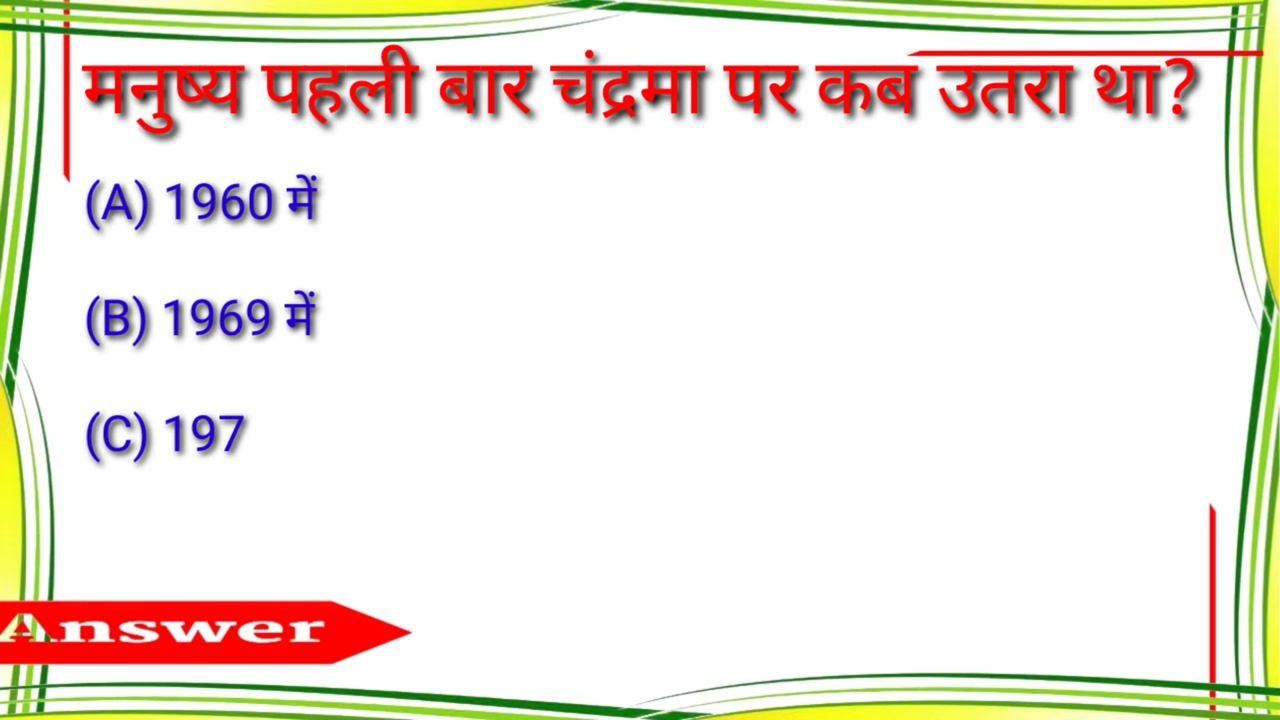 मनुष्य पहली बार चंद्रमा पर कब उतरा था?
(A) 1960 में
(B) 1969 में
(C) 197
Answer